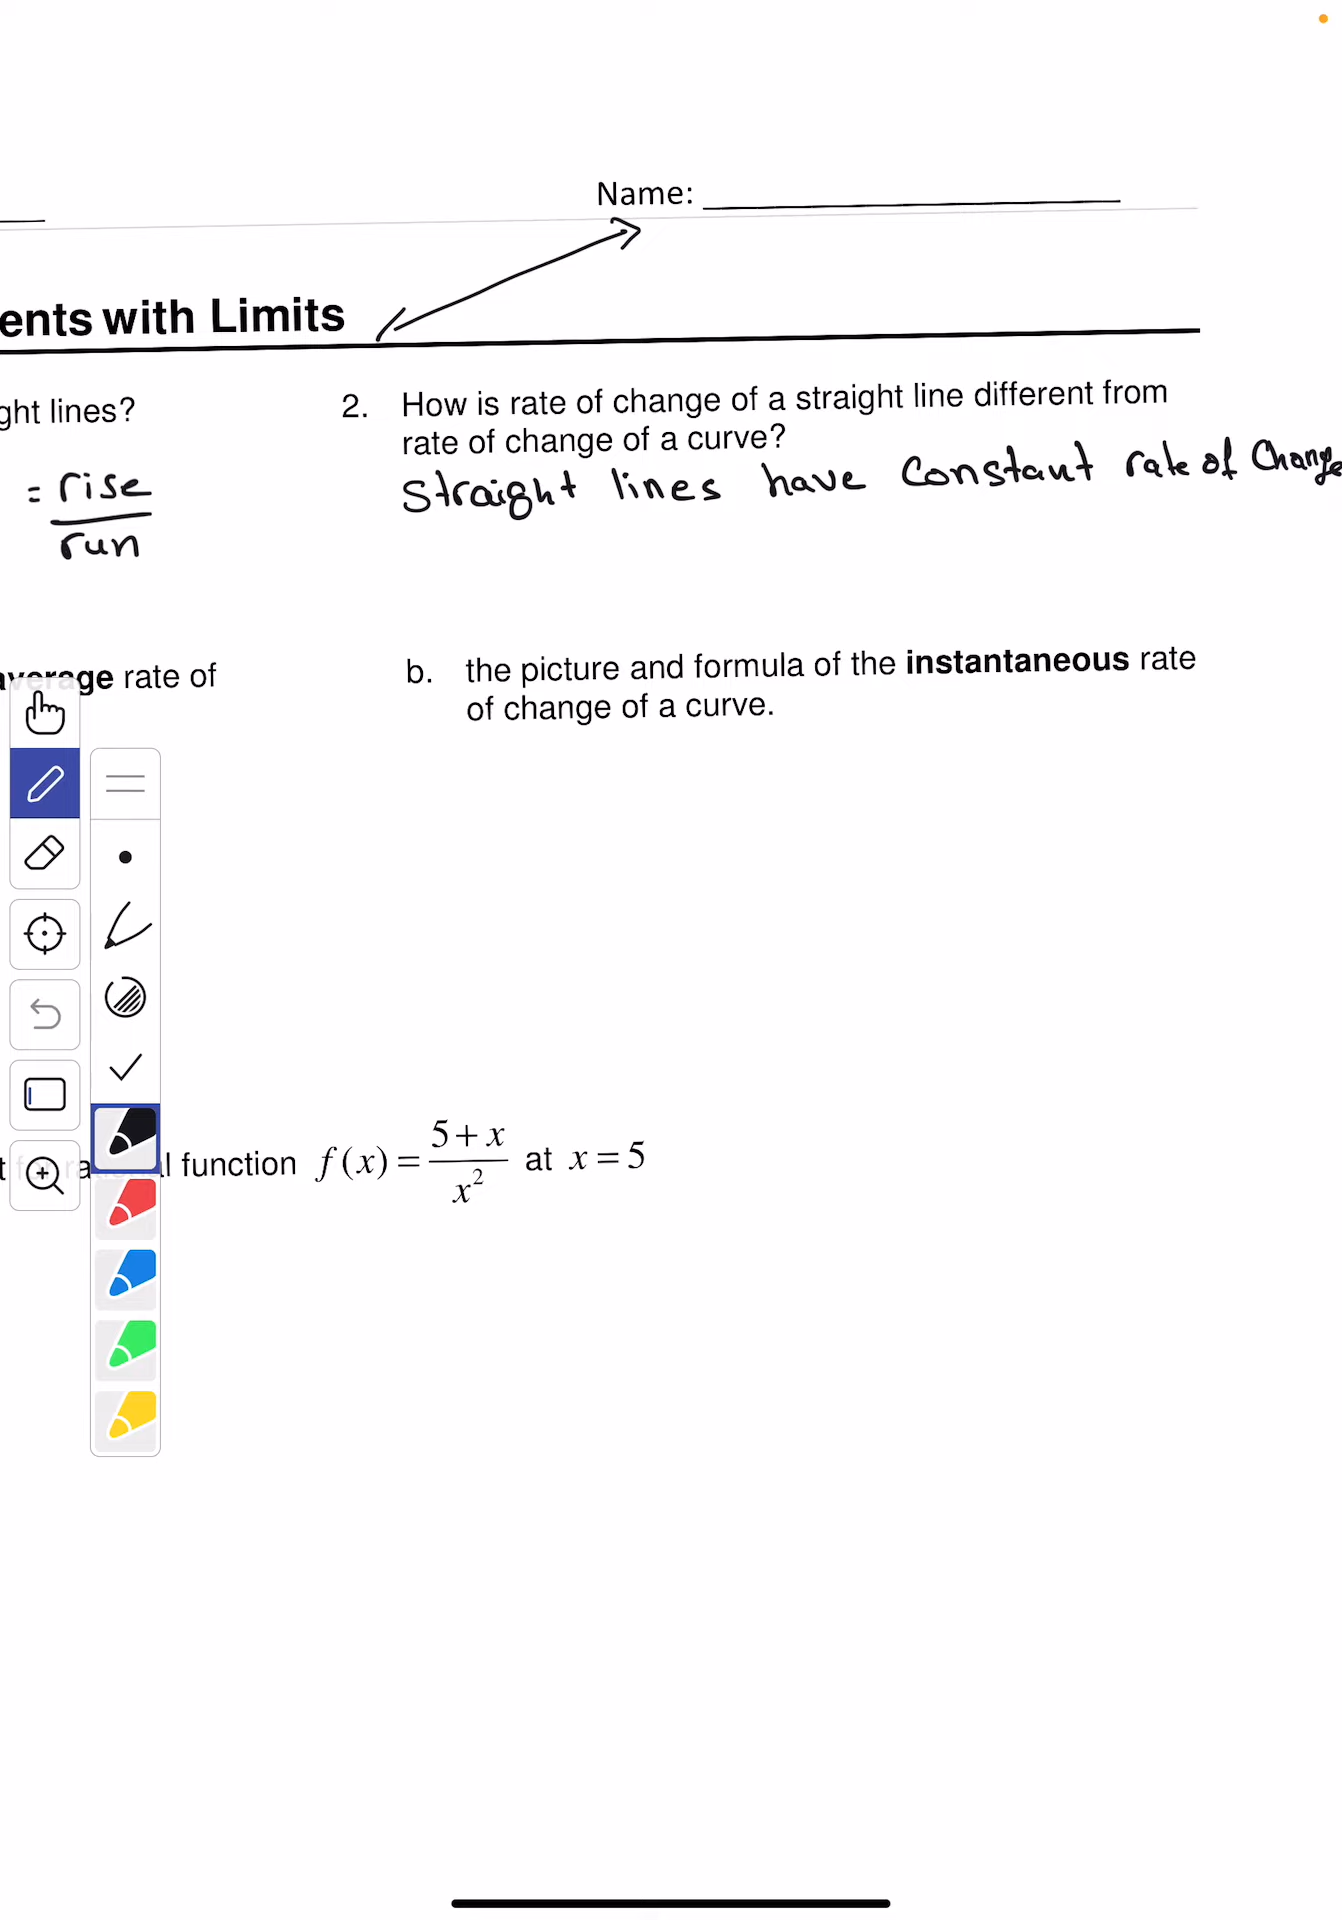 Name:
ents with Limits
ght lines?
= rise
run
2. How is rate of change of a straight line different from
rate of change of a curve?
Straight lines have constant rate of Change
average rate of
b. the picture and formula of the instantaneous rate
of change of a curve.
function f(x) = 5+x / x² at x = 5